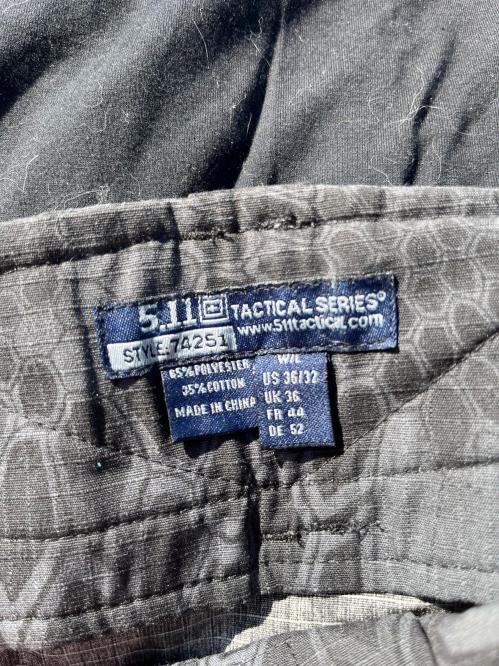 5.11 TACTICAL SERIES®
www.511tactical.com
STYLE: 74251
65% POLYESTER
35% COTTON
MADE IN CHINA
W/L
US 36/32
UK 36
FR 44
DE 52